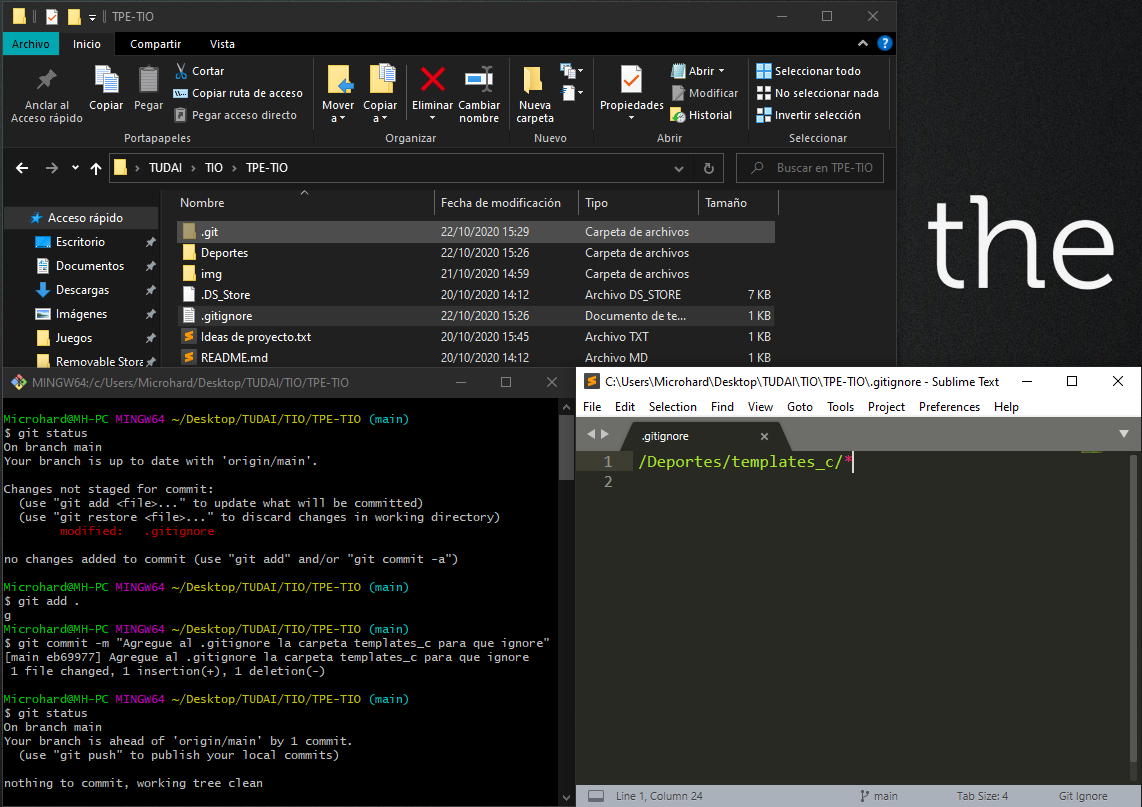 TPE-TIO
Archivo Inicio Compartir Vista
Anclar al Acceso rápido
Copiar
Pegar
Cortar
Copiar ruta de acceso
Pegar acceso directo
Portapapeles
Mover a
Copiar a
Eliminar
Cambiar nombre
Organizar
Nueva carpeta
Nuevo
Propiedades
Abrir
Modificar
Historial
Abrir
Seleccionar todo
No seleccionar nada
Invertir selección
Seleccionar
TUDAI > TIO > TPE-TIO
Buscar en TPE-TIO
Acceso rápido
Escritorio
Documentos
Descargas
Imágenes
Juegos
Removable Stora
Nombre Fecha de modificación Tipo Tamaño
.git 22/10/2020 15:29 Carpeta de archivos
Deportes 22/10/2020 15:26 Carpeta de archivos
img 21/10/2020 14:59 Carpeta de archivos
.DS_Store 20/10/2020 14:12 Archivo DS_STORE 7 KB
.gitignore 22/10/2020 15:26 Documento de te... 1 KB
Ideas de proyecto.txt 20/10/2020 15:45 Archivo TXT 1 KB
README.md 20/10/2020 14:12 Archivo MD 1 KB
the
MINGW64:/c/Users/Microhard/Desktop/TUDAI/TIO/TPE-TIO
Microhard@MH-PC MINGW64 ~/Desktop/TUDAI/TIO/TPE-TIO (main)
$ git status
On branch main
Your branch is up to date with 'origin/main'.
Changes not staged for commit:
(use "git add <file>..." to update what will be committed)
(use "git restore <file>..." to discard changes in working directory)
modified: .gitignore
no changes added to commit (use "git add" and/or "git commit -a")
Microhard@MH-PC MINGW64 ~/Desktop/TUDAI/TIO/TPE-TIO (main)
$ git add .
g
Microhard@MH-PC MINGW64 ~/Desktop/TUDAI/TIO/TPE-TIO (main)
$ git commit -m "Agregue al .gitignore la carpeta templates_c para que ignore"
[main eb69977] Agregue al .gitignore la carpeta templates_c para que ignore
1 file changed, 1 insertion(+), 1 deletion(-)
Microhard@MH-PC MINGW64 ~/Desktop/TUDAI/TIO/TPE-TIO (main)
$ git status
On branch main
Your branch is ahead of 'origin/main' by 1 commit.
(use "git push" to publish your local commits)
nothing to commit, working tree clean
C:\Users\Microhard\Desktop\TUDAI\TIO\TPE-TIO\.gitignore - Sublime Text
File Edit Selection Find View Goto Tools Project Preferences Help
.gitignore
1 /Deportes/templates_c/*
2
Line 1, Column 24 main Tab Size: 4 Git Ignore